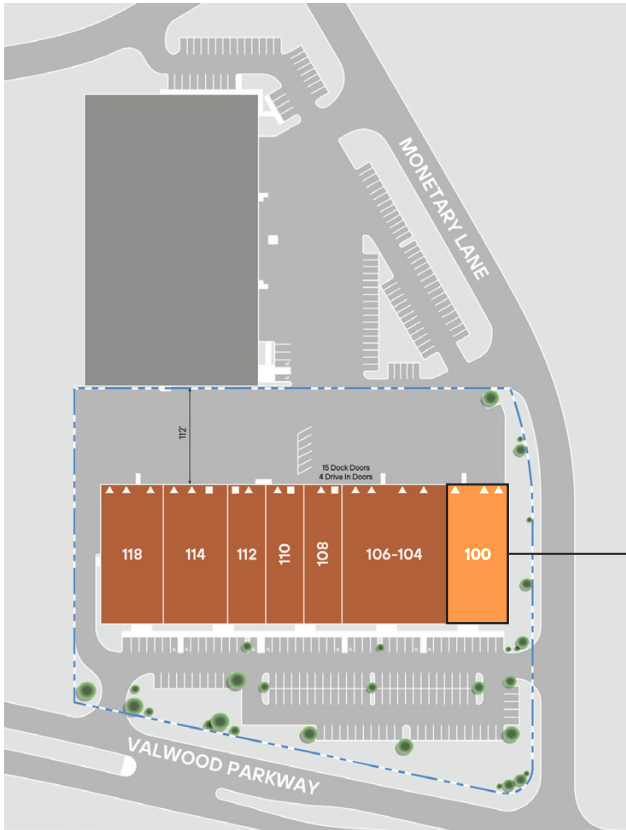 MONETARY LANE
112'
15 Dock Doors
4 Drive In Doors
118
114
112
110
108
106-104
100
VALWOOD PARKWAY